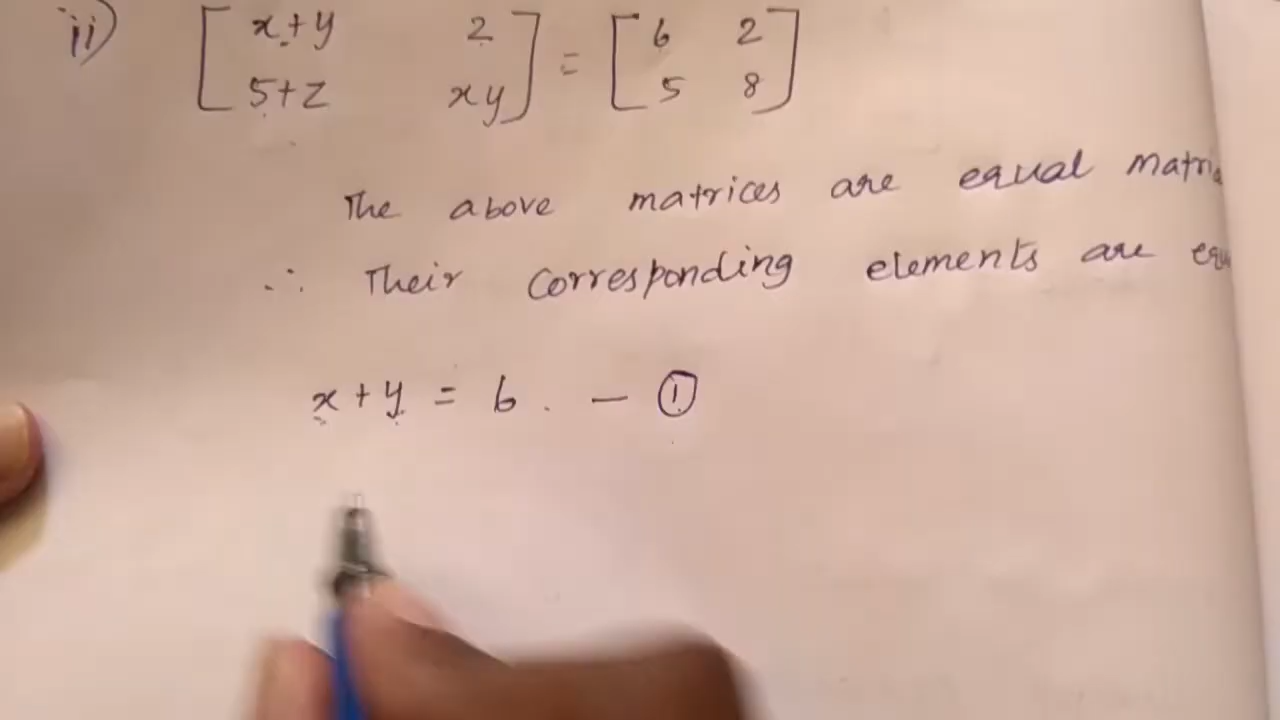 ii) [ x+y 2 ] = [ 6 2 ]
[ 5+z xy ] [ 5 8 ]
The above matrices are equal
∴ Their corresponding elements are
x + y = 6 . — ①